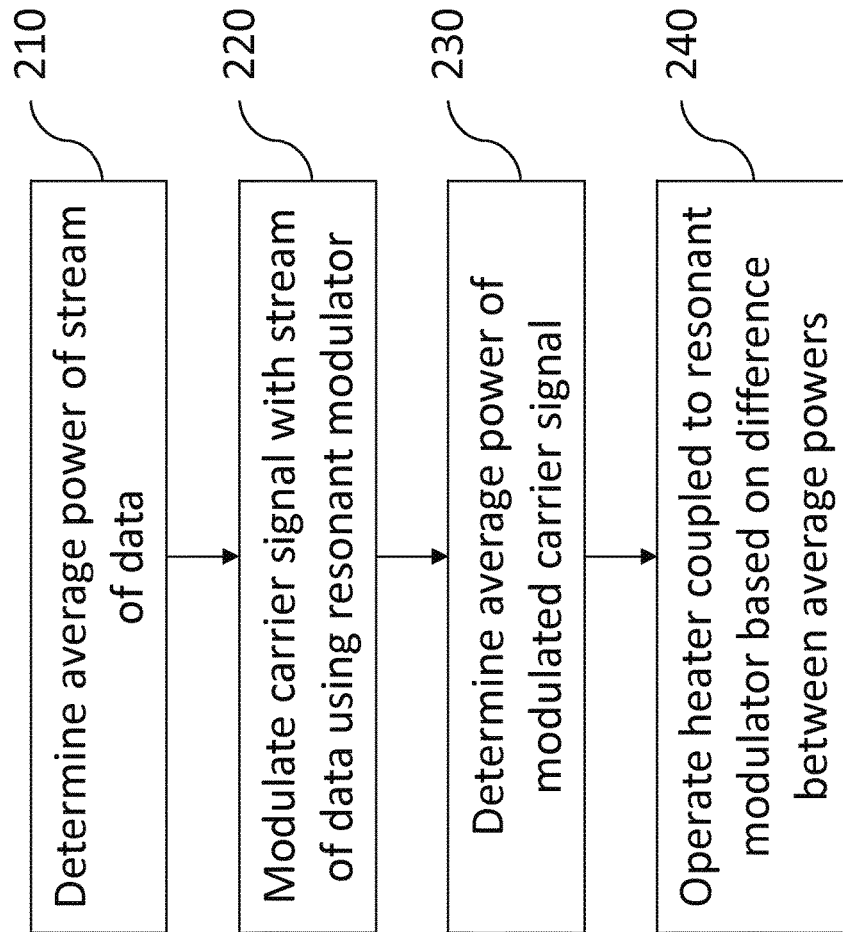 210
Determine average power of stream
of data
220
Modulate carrier signal with stream
of data using resonant modulator
230
Determine average power of
modulated carrier signal
240
Operate heater coupled to resonant
modulator based on difference
between average powers